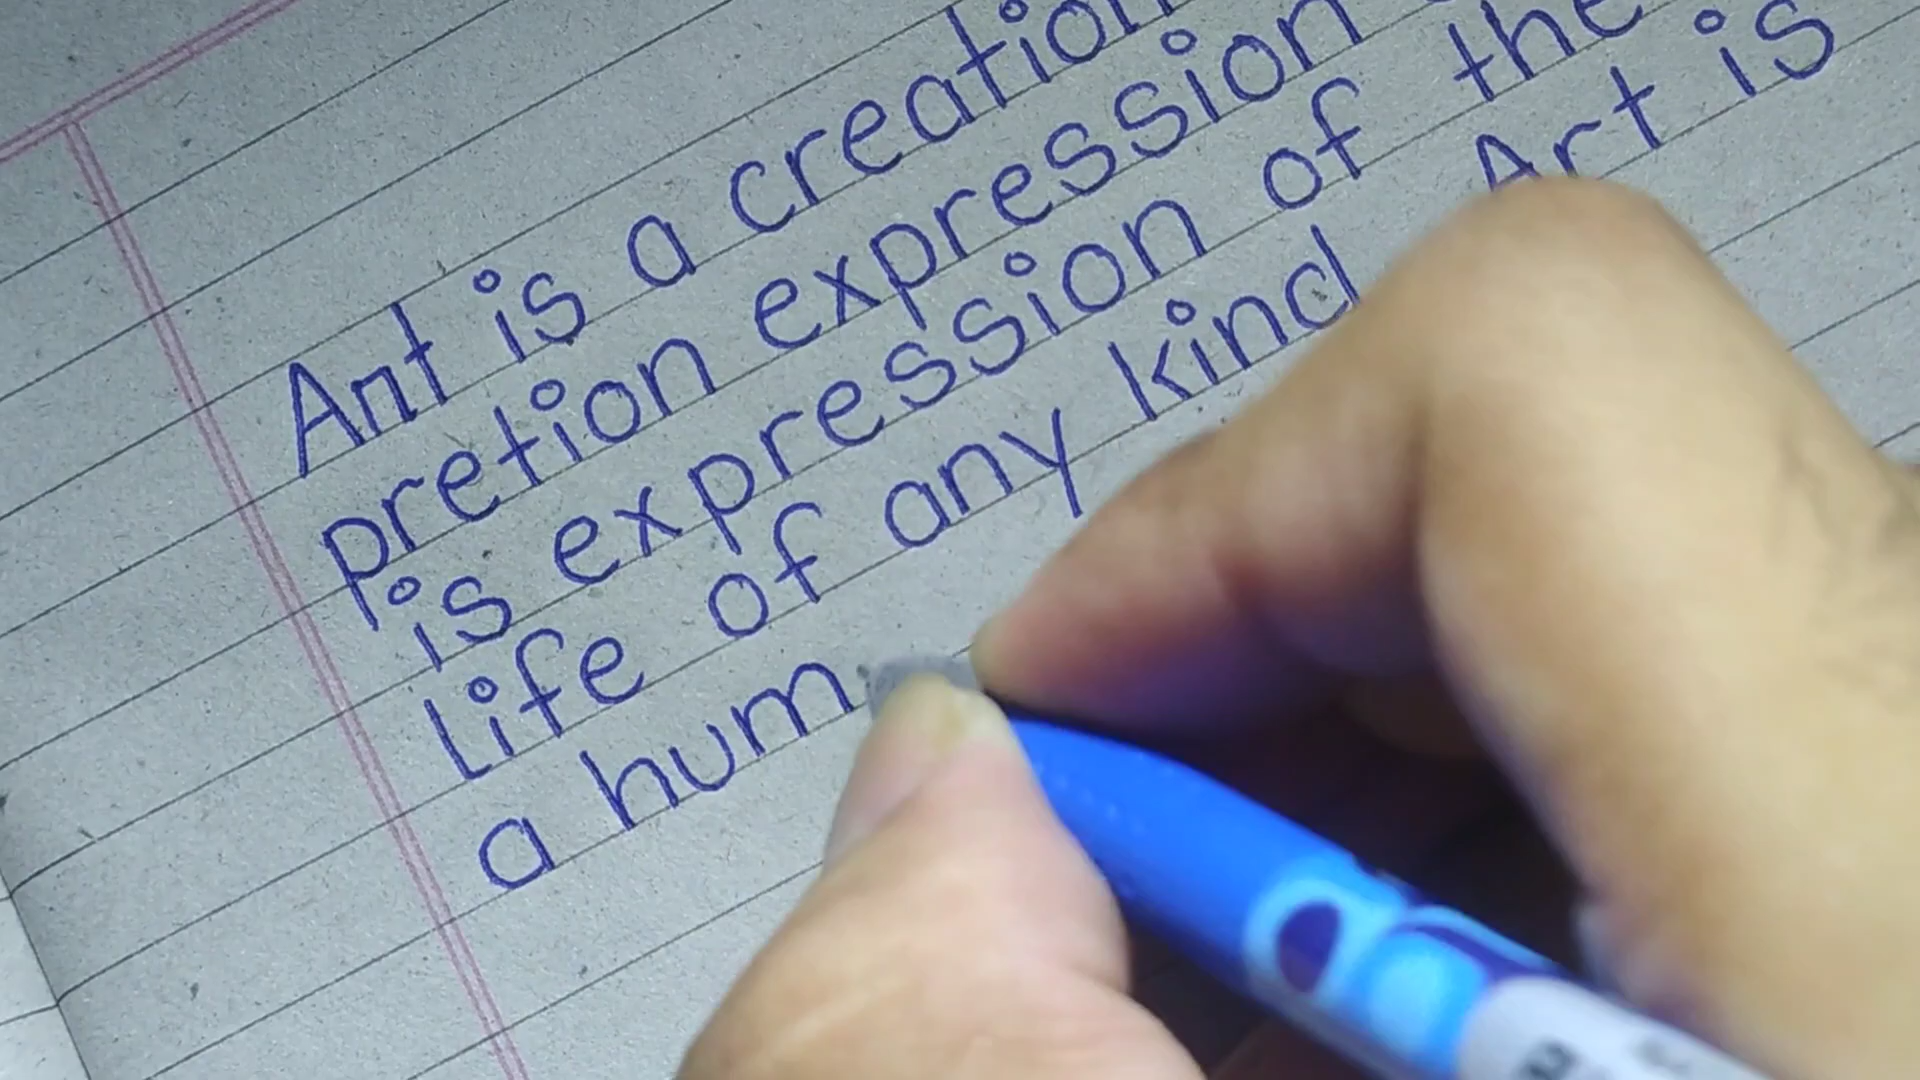 Ant is a creation
pretion expression
is expression of the
life of any kind Art is
a hum